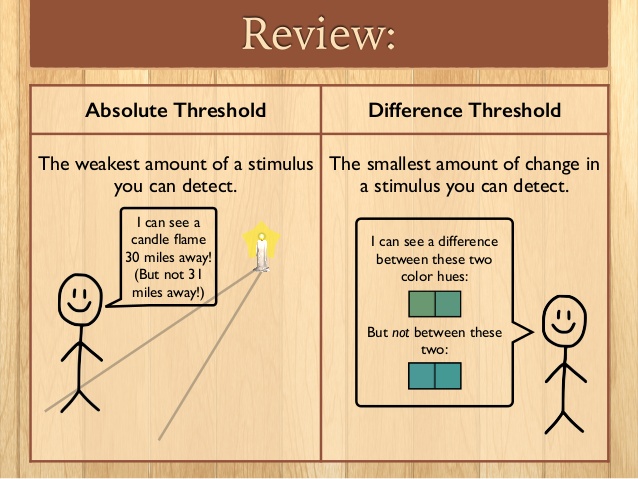 Review:
Absolute Threshold
Difference Threshold
The weakest amount of a stimulus
you can detect.
I can see a
candle flame
30 miles away!
(But not 31
miles away!)
The smallest amount of change in
a stimulus you can detect.
I can see a difference
between these two
color hues:
But not between these
two: